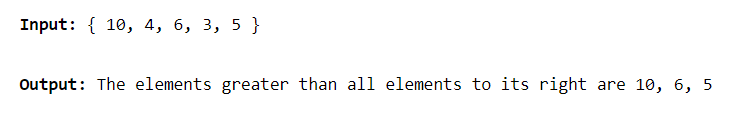 Input: { 10, 4, 6, 3, 5 }
Output: The elements greater than all elements to its right are 10, 6, 5